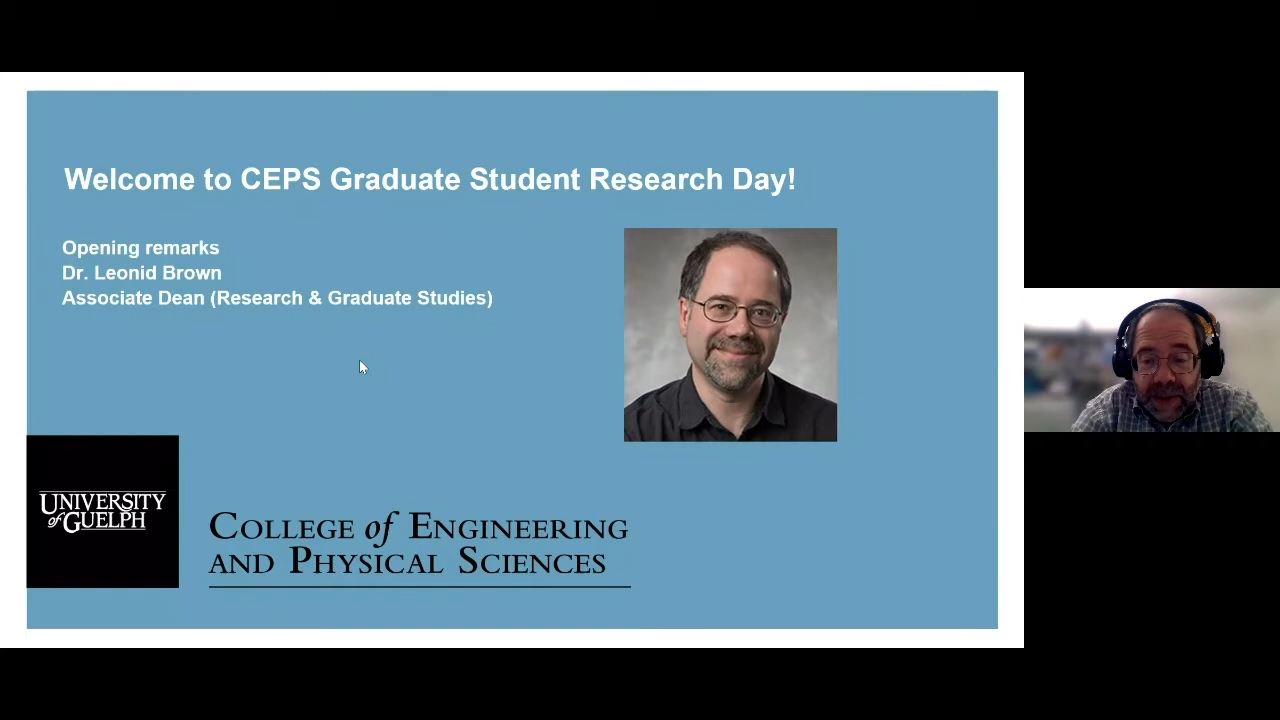 Welcome to CEPS Graduate Student Research Day!
Opening remarks
Dr. Leonid Brown
Associate Dean (Research & Graduate Studies)
UNIVERSITY
of GUELPH
COLLEGE of ENGINEERING
AND PHYSICAL SCIENCES